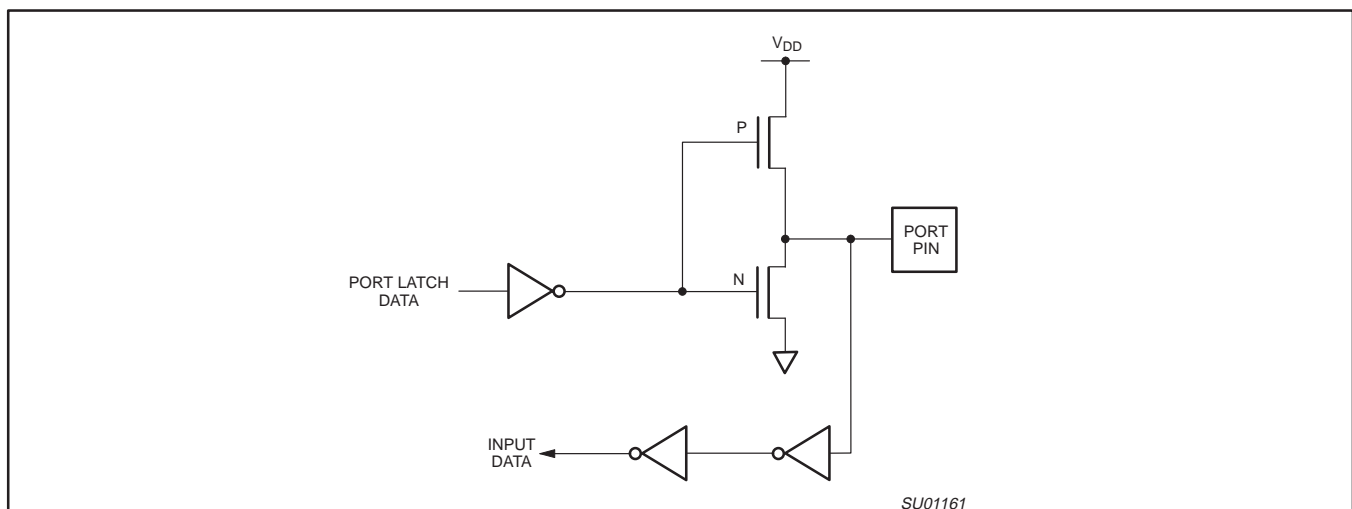 VDD
P
PORT
PIN
N
PORT LATCH
DATA
INPUT
DATA
SU01161